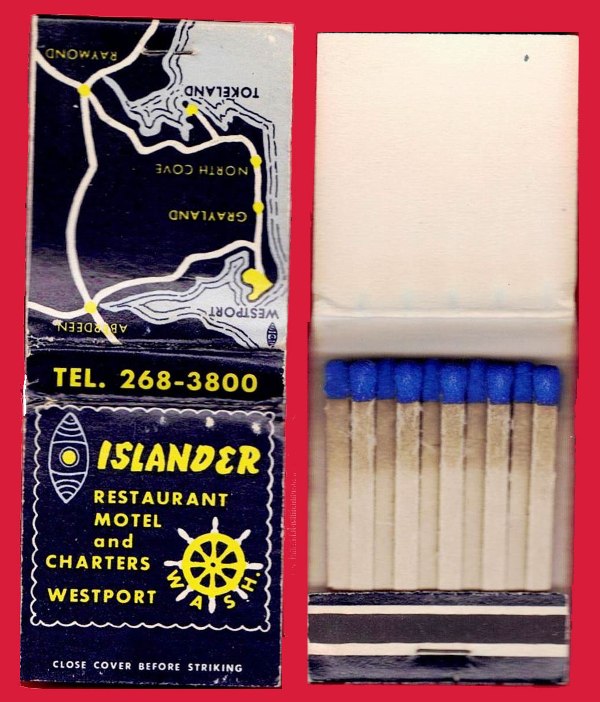 RAYMOND
TOKELAND
NORTH COVE
GRAYLAND
WESTPORT
ABERDEEN
TEL. 268-3800
ISLANDER
RESTAURANT
MOTEL
and
CHARTERS
WESTPORT
WASH.
CLOSE COVER BEFORE STRIKING